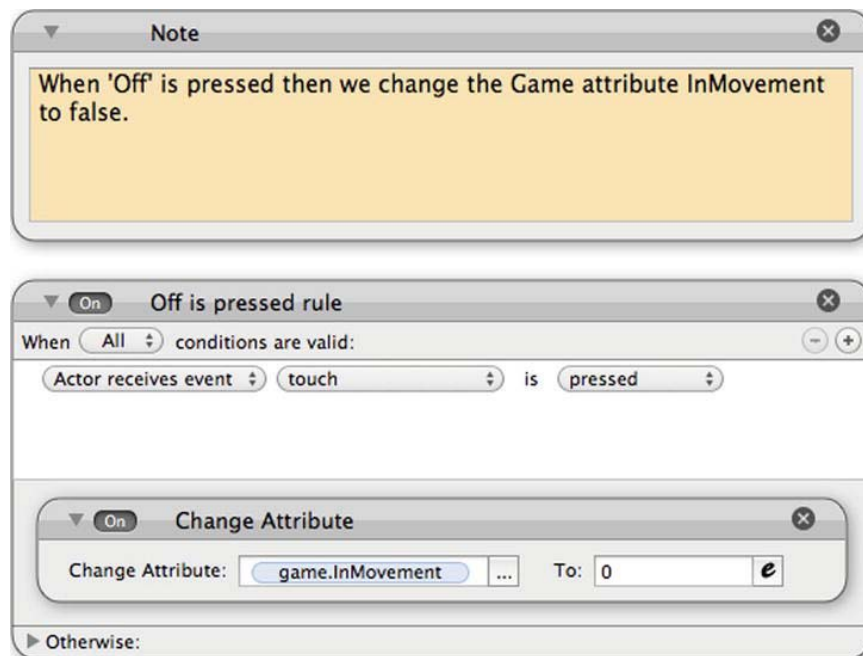 Note
When 'Off' is pressed then we change the Game attribute InMovement
to false.
On Off is pressed rule
When All conditions are valid:
Actor receives event touch is pressed
On Change Attribute
Change Attribute: game.InMovement ... To: 0 e
Otherwise: